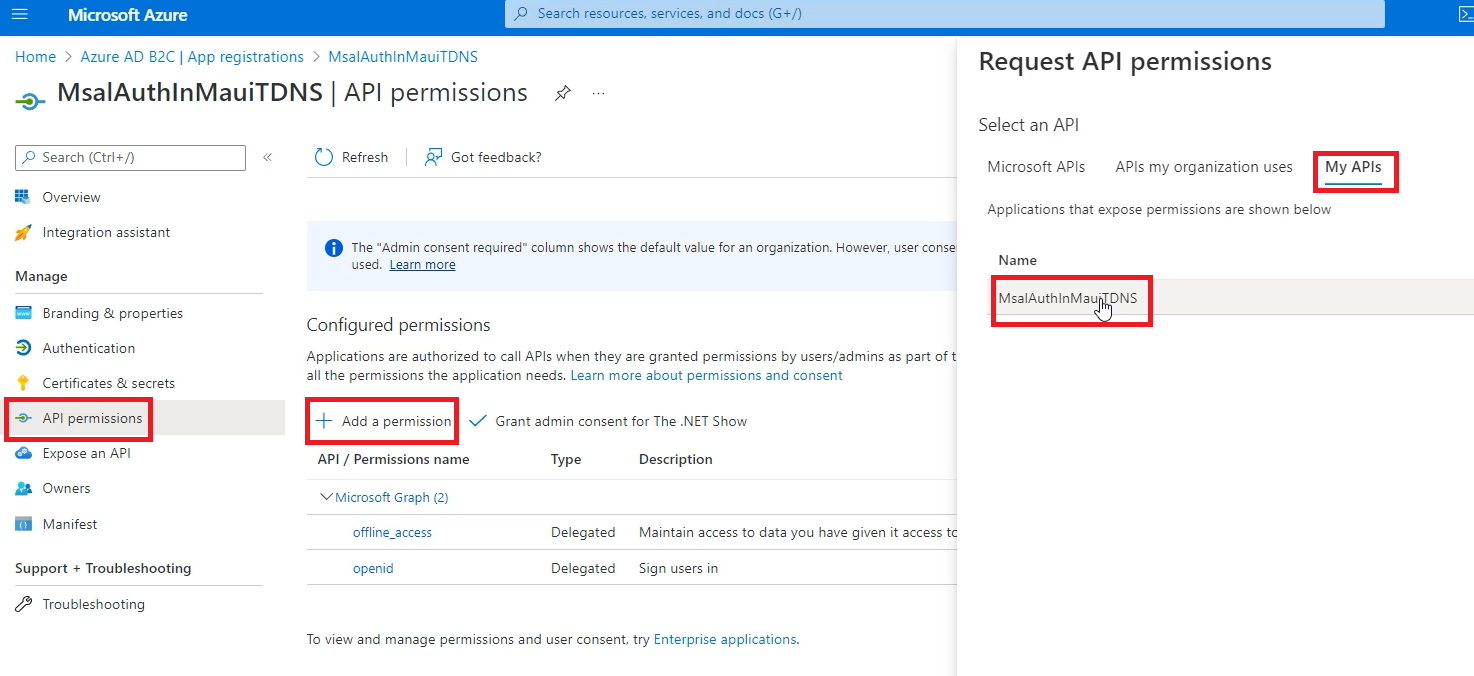 Microsoft Azure
Search resources, services, and docs (G+/)
Home > Azure AD B2C | App registrations > MsalAuthInMauiTDNS
MsalAuthInMauiTDNS | API permissions
Search (Ctrl+/)
Overview
Integration assistant
Manage
Branding & properties
Authentication
Certificates & secrets
API permissions
Expose an API
Owners
Manifest
Support + Troubleshooting
Troubleshooting
Refresh
Got feedback?
The "Admin consent required" column shows the default value for an organization. However, user conse
used. Learn more
Configured permissions
Applications are authorized to call APIs when they are granted permissions by users/admins as part of t
all the permissions the application needs. Learn more about permissions and consent
Add a permission
Grant admin consent for The .NET Show
API / Permissions name Type Description
Microsoft Graph (2)
offline_access Delegated Maintain access to data you have given it access to
openid Delegated Sign users in
To view and manage permissions and user consent, try Enterprise applications.
Request API permissions
Select an API
Microsoft APIs APIs my organization uses My APIs
Applications that expose permissions are shown below
Name
MsalAuthInMauiTDNS